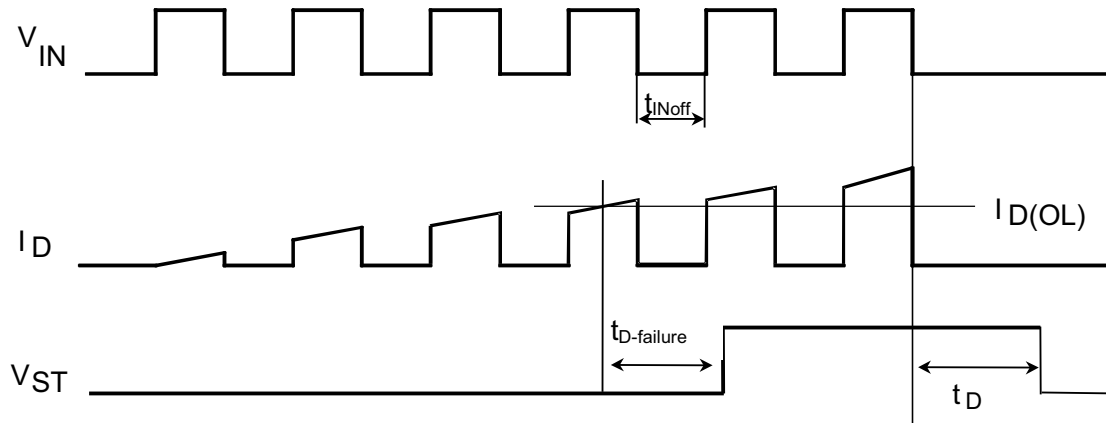 VIN
tINoff
ID(OL)
ID
tD-failure
VST
tD